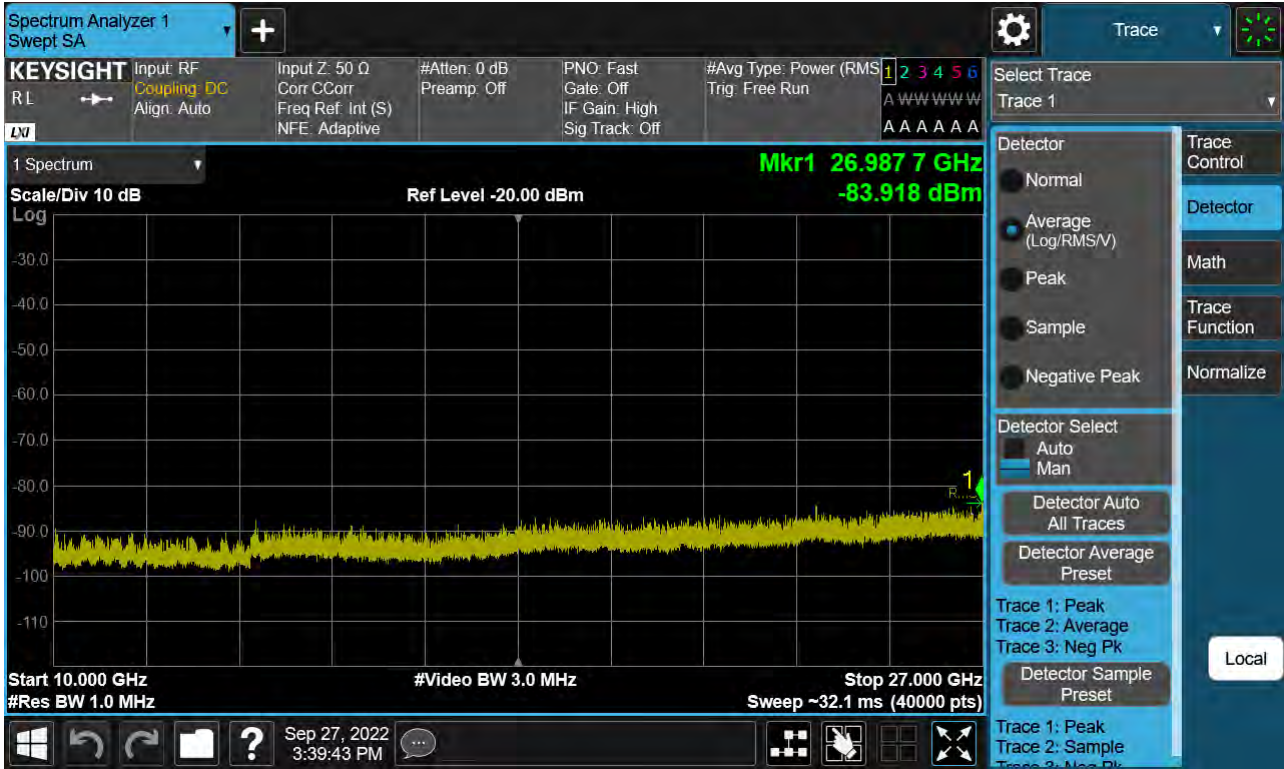 Spectrum Analyzer 1
Swept SA
Trace
KEYSIGHT
R L
LXI
Input: RF
Coupling: DC
Align: Auto
Input Z: 50 Ω
Corr CCorr
Freq Ref: Int (S)
NFE: Adaptive
#Atten: 0 dB
Preamp: Off
PNO: Fast
Gate: Off
IF Gain: High
Sig Track: Off
#Avg Type: Power (RMS
Trig: Free Run
1 2 3 4 5 6
A W W W W W
A A A A A A
Select Trace
Trace 1
1 Spectrum
Mkr1 26.987 7 GHz
Scale/Div 10 dB
Ref Level -20.00 dBm
-83.918 dBm
Log
-30.0
-40.0
-50.0
-60.0
-70.0
-80.0
-90.0
-100
-110
1
Start 10.000 GHz
#Video BW 3.0 MHz
Stop 27.000 GHz
#Res BW 1.0 MHz
Sweep ~32.1 ms (40000 pts)
Detector
Normal
Average
(Log/RMS/V)
Peak
Sample
Negative Peak
Detector Select
Auto
Man
Detector Auto
All Traces
Detector Average
Preset
Trace 1: Peak
Trace 2: Average
Trace 3: Neg Pk
Detector Sample
Preset
Trace 1: Peak
Trace 2: Sample
Trace 3: Neg Pk
Trace
Control
Detector
Math
Trace
Function
Normalize
Local
?
Sep 27, 2022
3:39:43 PM